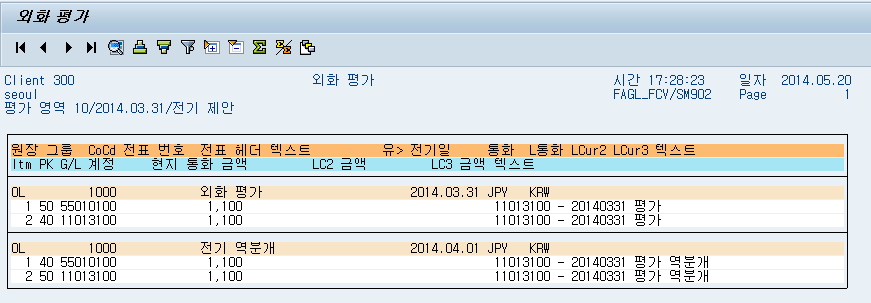 외화 평가
Client 300 외화 평가 시간 17:28:23 일자 2014.05.20
seoul FAGL_FCV/SM902 Page 1
평가 영역 10/2014.03.31/전기 제안
원장 그룹 CoCd 전표 번호 전표 헤더 텍스트 유> 전기일 통화 L통화 LCur2 LCur3 텍스트
Itm PK G/L 계정 현지 통화 금액 LC2 금액 LC3 금액 텍스트
0L 1000 외화 평가 2014.03.31 JPY KRW
1 50 55010100 1,100 11013100 - 20140331 평가
2 40 11013100 1,100 11013100 - 20140331 평가
0L 1000 전기 역분개 2014.04.01 JPY KRW
1 40 55010100 1,100 11013100 - 20140331 평가 역분개
2 50 11013100 1,100 11013100 - 20140331 평가 역분개